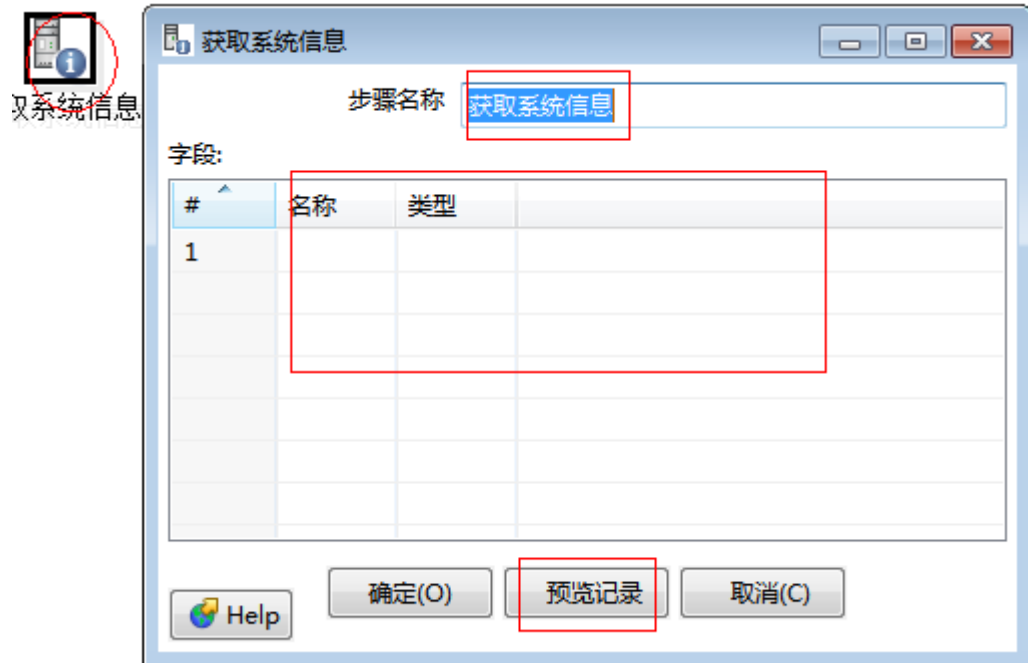 获取系统信息
取系统信息
步骤名称 获取系统信息
字段:
# 名称 类型
1
确定(O) 预览记录 取消(C)
Help